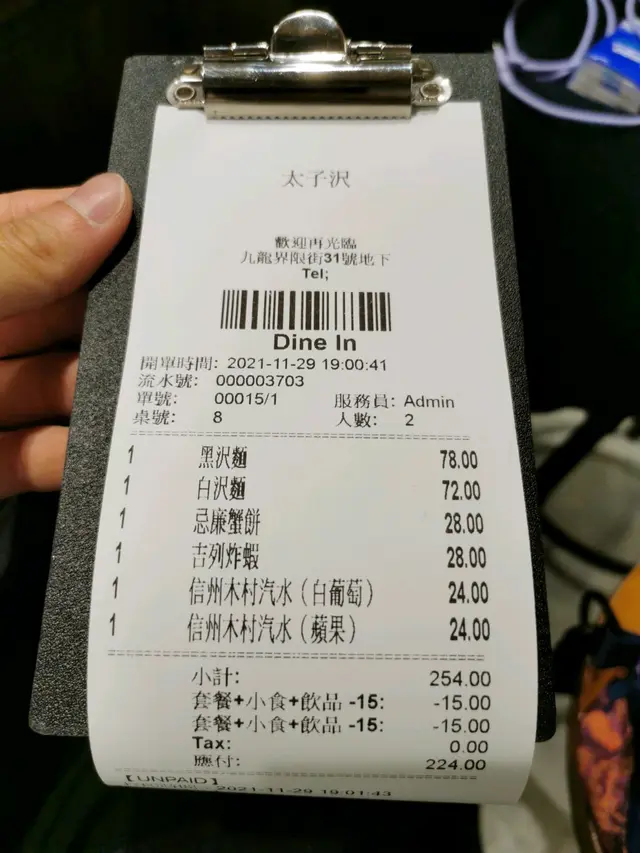 太子沢
歡迎再光臨
九龍界限街31號地下
Tel;
Dine In
開單時間: 2021-11-29 19:00:41
流水號: 000003703
單號: 00015/1 服務員: Admin
桌號: 8 人數: 2
1 黑沢麵 78.00
1 白沢麵 72.00
1 忌廉蟹餅 28.00
1 吉列炸蝦 28.00
1 信州木村汽水（白葡萄） 24.00
1 信州木村汽水（蘋果） 24.00
小計: 254.00
套餐+小食+飲品 -15: -15.00
套餐+小食+飲品 -15: -15.00
Tax: 0.00
應付: 224.00
【UNPAID】
2021-11-29 19:01:43